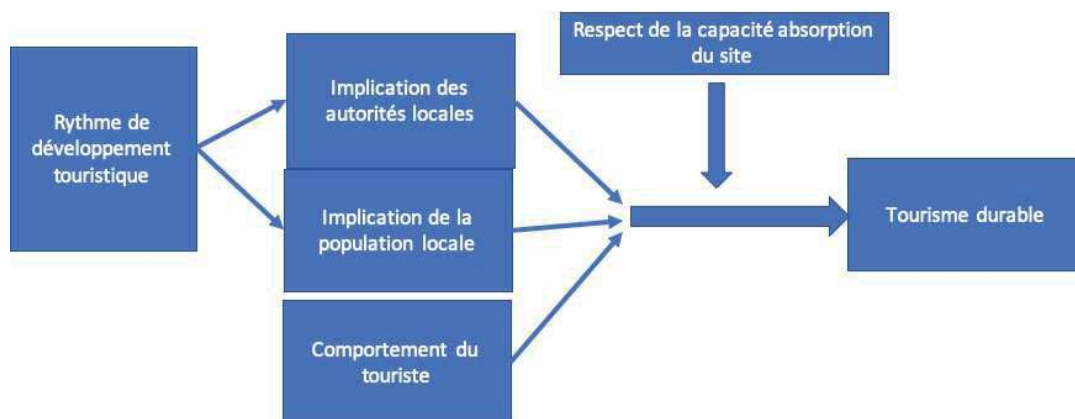 Respect de la capacité absorption
du site
Implication des
autorités locales
Rythme de
développement
touristique
Implication de la
population locale
Tourisme durable
Comportement du
touriste